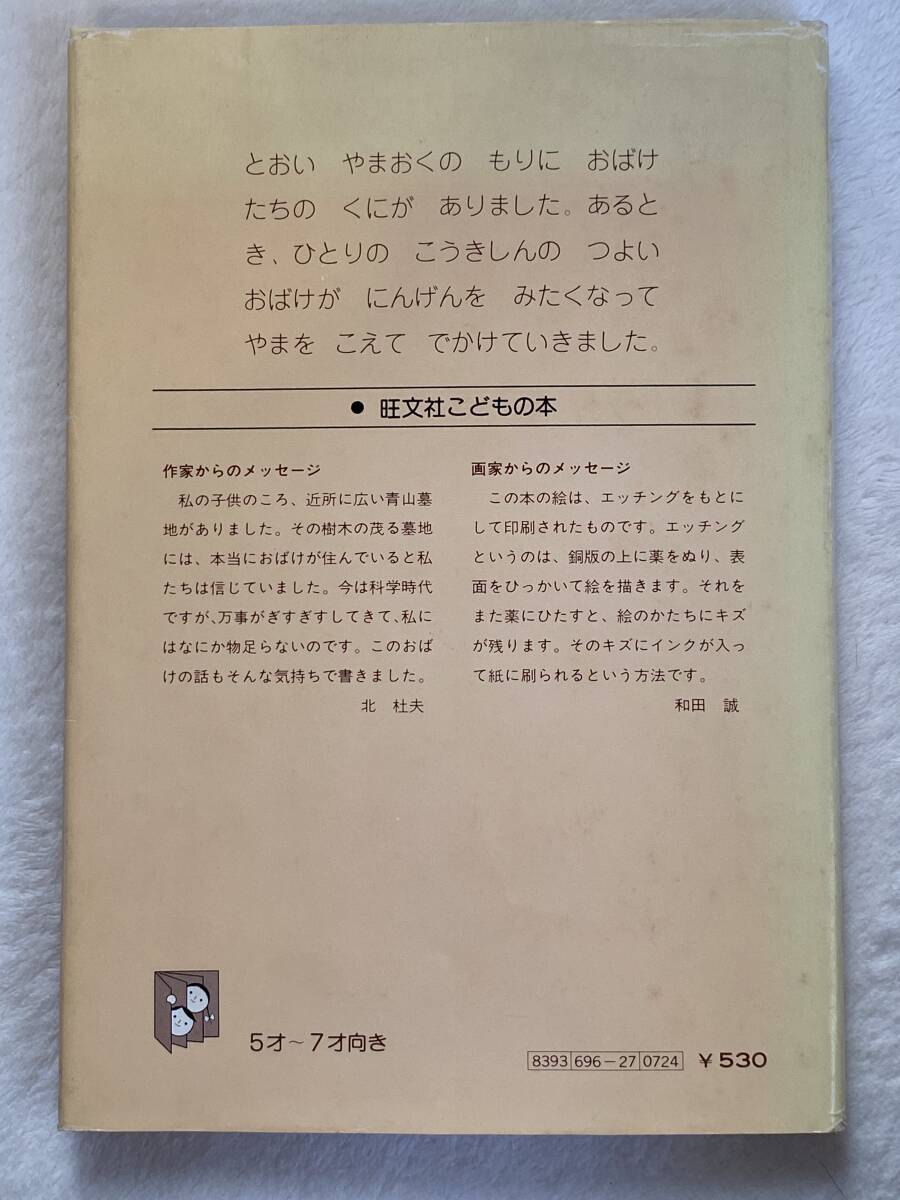 とおい　やまおくの　もりに　おばけ
たちの　くにが　ありました。あると
き、ひとりの　こうきしんの　つよい
おばけが　にんげんを　みたくなって
やまを　こえて　でかけていきました。
● 旺文社こどもの本
作家からのメッセージ
私の子供のころ、近所に広い青山墓
地がありました。その樹木の茂る墓地
には、本当におばけが住んでいると私
たちは信じていました。今は科学時代
ですが、万事がぎすぎすしてきて、私に
はなにか物足らないのです。このおば
けの話もそんな気持ちで書きました。
北　杜夫
画家からのメッセージ
この本の絵は、エッチングをもとに
して印刷されたものです。エッチング
というのは、銅版の上に薬をぬり、表
面をひっかいて絵を描きます。それを
また薬にひたすと、絵のかたちにキズ
が残ります。そのキズにインクが入っ
て紙に刷られるという方法です。
和田　誠
5才～7才向き
8393 696-27 0724 ￥530